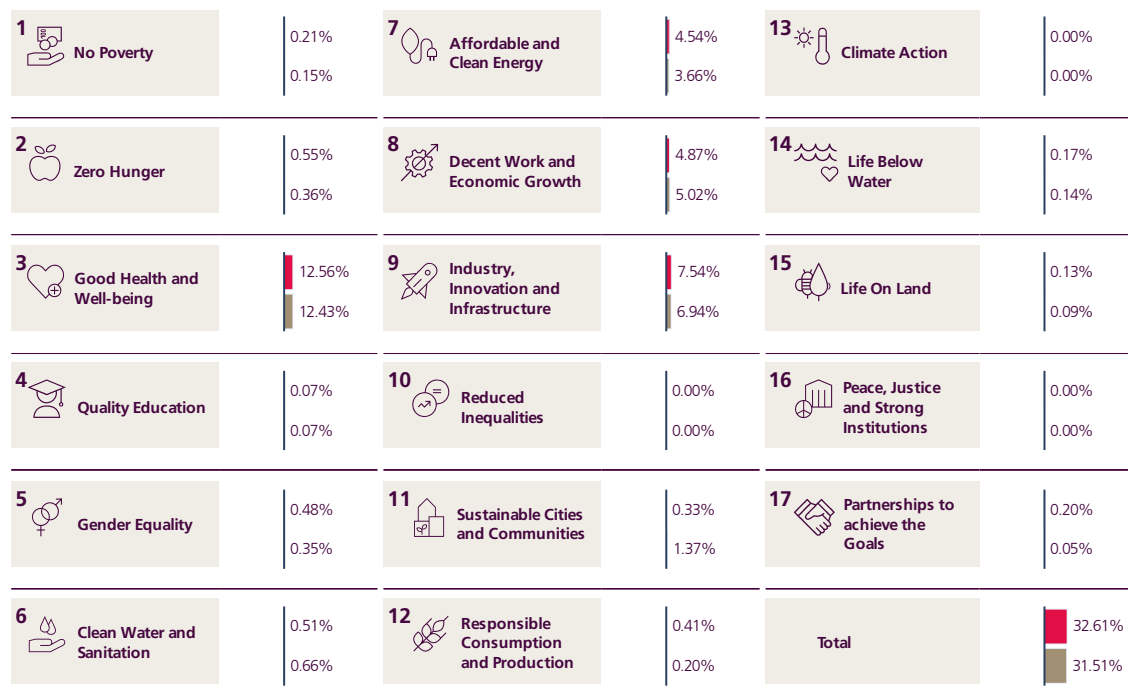 1
No Poverty
0.21%
0.15%
2
Zero Hunger
0.55%
0.36%
3
Good Health and
Well-being
12.56%
12.43%
4
Quality Education
0.07%
0.07%
5
Gender Equality
0.48%
0.35%
6
Clean Water and
Sanitation
0.51%
0.66%
7
Affordable and
Clean Energy
4.54%
3.66%
8
Decent Work and
Economic Growth
4.87%
5.02%
9
Industry,
Innovation and
Infrastructure
7.54%
6.94%
10
Reduced
Inequalities
0.00%
0.00%
11
Sustainable Cities
and Communities
0.33%
1.37%
12
Responsible
Consumption
and Production
0.41%
0.20%
13
Climate Action
0.00%
0.00%
14
Life Below
Water
0.17%
0.14%
15
Life On Land
0.13%
0.09%
16
Peace, Justice
and Strong
Institutions
0.00%
0.00%
17
Partnerships to
achieve the
Goals
0.20%
0.05%
Total
32.61%
31.51%